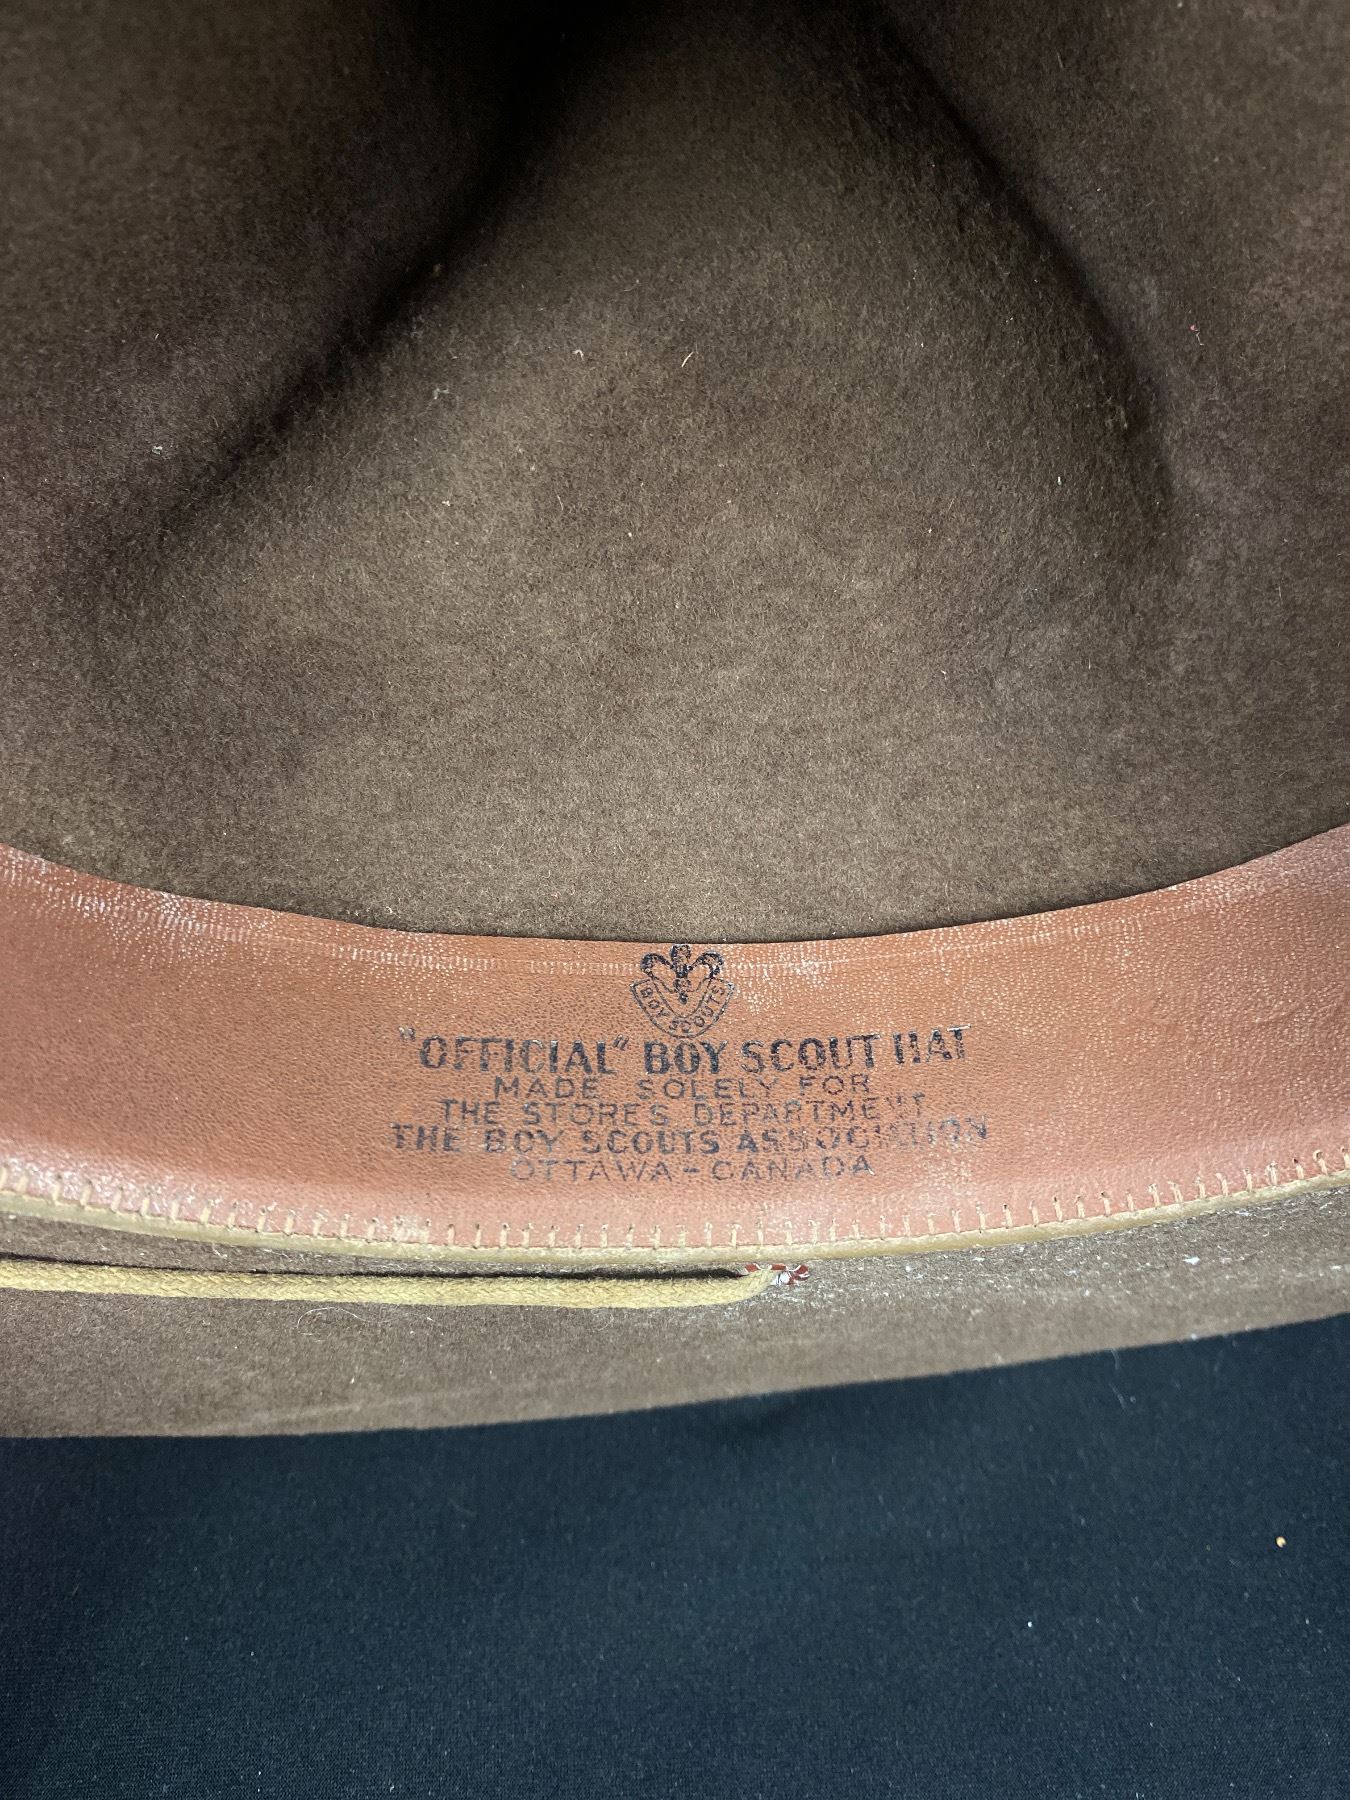 BOY SCOUTS
"OFFICIAL" BOY SCOUT HAT
MADE SOLELY FOR
THE STORES DEPARTMENT
THE BOY SCOUTS ASSOCIATION
OTTAWA-CANADA